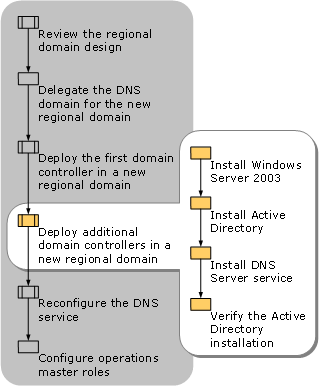 Review the regional
domain design
Delegate the DNS
domain for the new
regional domain
Deploy the first domain
controller in a new
regional domain
Deploy additional
domain controllers in a
new regional domain
Reconfigure the DNS
service
Configure operations
master roles
Install Windows
Server 2003
Install Active
Directory
Install DNS
Server service
Verify the Active
Directory
installation